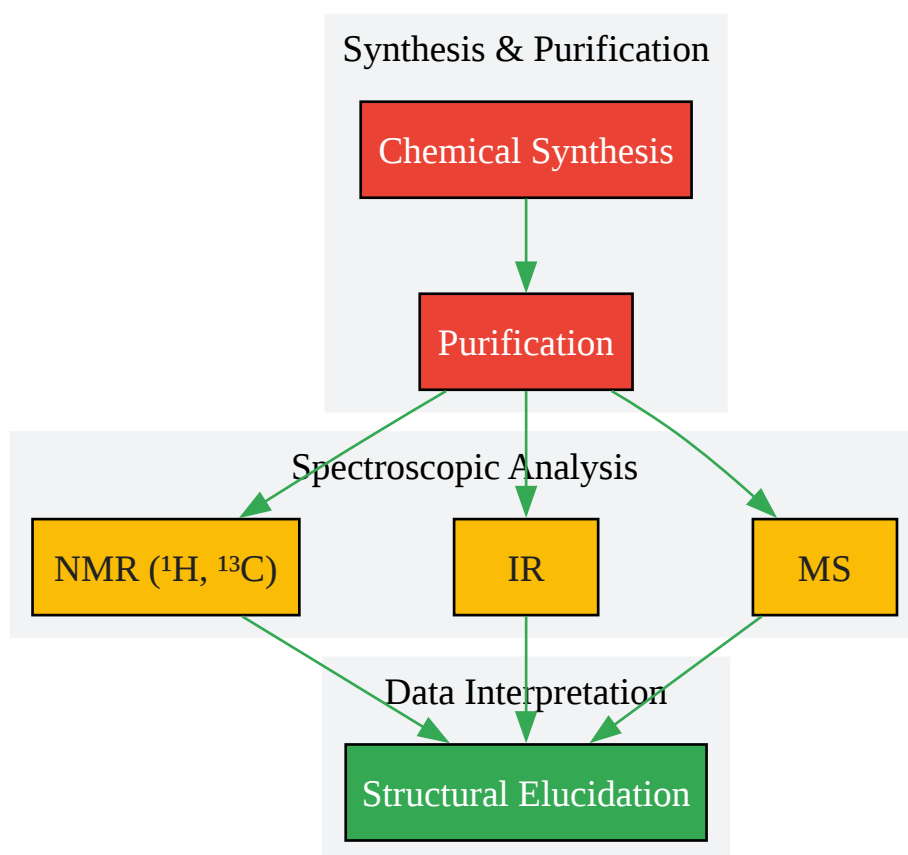 Synthesis & Purification
Chemical Synthesis
Purification
Spectroscopic Analysis
NMR (¹H, ¹³C)
IR
MS
Data Interpretation
Structural Elucidation